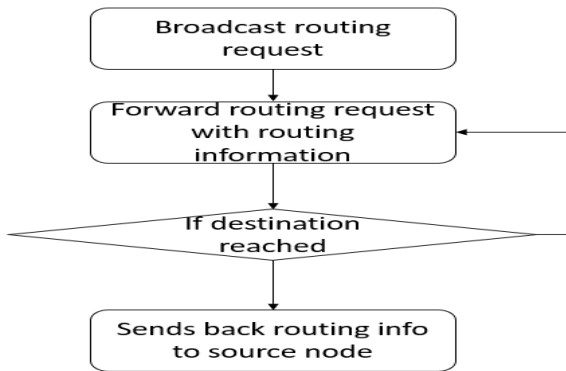 Broadcast routing
request
Forward routing request
with routing
information
If destination
reached
Sends back routing info
to source node